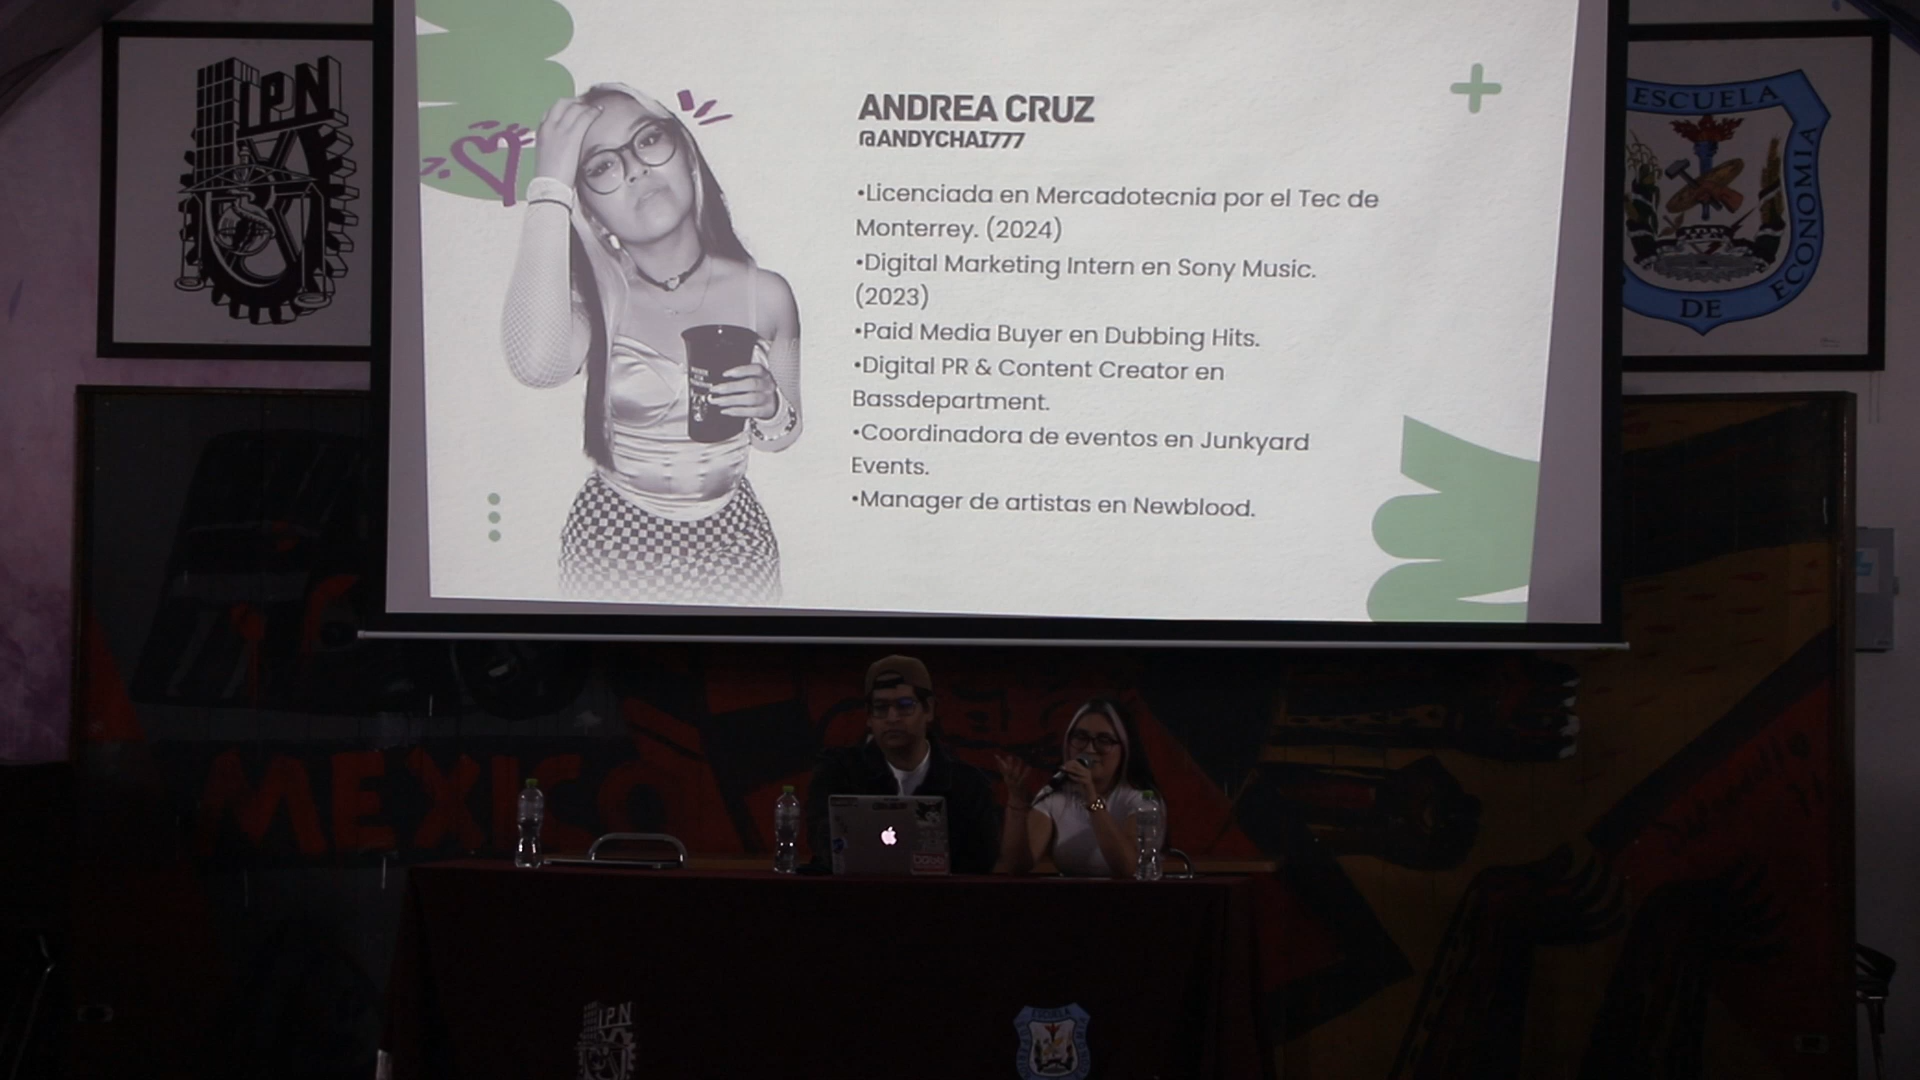 IPN
ESCUELA
DE
ECONOMIA
ANDREA CRUZ
@ANDYCHAI777
•Licenciada en Mercadotecnia por el Tec de
Monterrey. (2024)
•Digital Marketing Intern en Sony Music.
(2023)
•Paid Media Buyer en Dubbing Hits.
•Digital PR & Content Creator en
Bassdepartment.
•Coordinadora de eventos en Junkyard
Events.
•Manager de artistas en Newblood.
MEXICO
IPN
ESCUELA